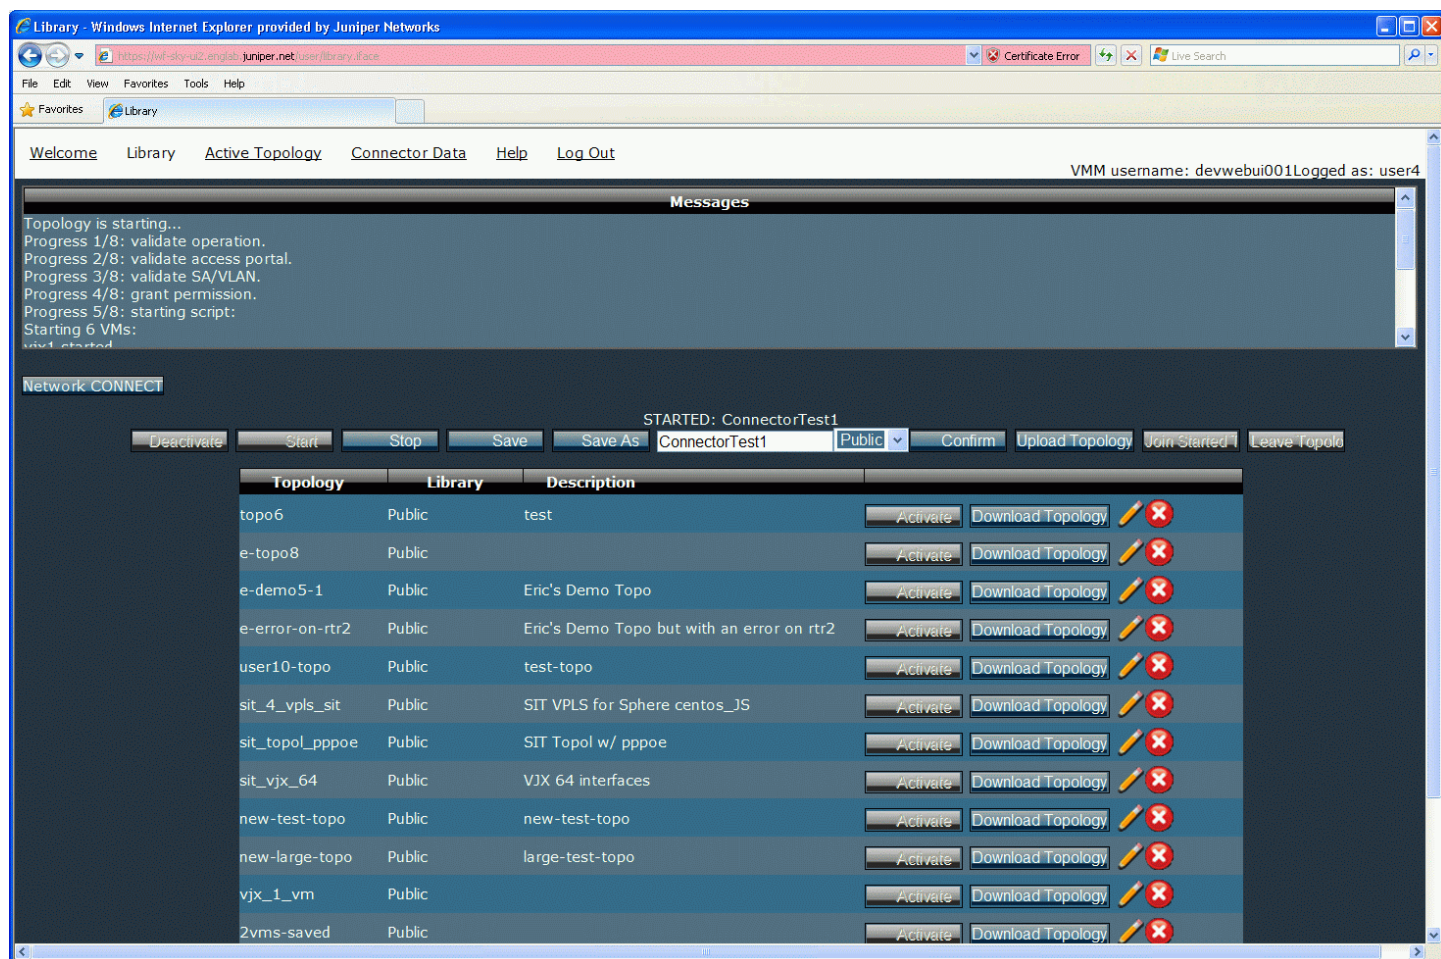 Library - Windows Internet Explorer provided by Juniper Networks
https://wf-sky-ui2.englab.juniper.net/user/library.iface Certificate Error Live Search
File Edit View Favorites Tools Help
Favorites Library
Welcome Library Active Topology Connector Data Help Log Out
VMM username: devwebui001Logged as: user4
Messages
Topology is starting...
Progress 1/8: validate operation.
Progress 2/8: validate access portal.
Progress 3/8: validate SA/VLAN.
Progress 4/8: grant permission.
Progress 5/8: starting script:
Starting 6 VMs:
vjx1 started
Network CONNECT
STARTED: ConnectorTest1
Deactivate Start Stop Save Save As ConnectorTest1 Public Confirm Upload Topology Join Started T Leave Topolo
Topology Library Description
topo6 Public test Activate Download Topology
e-topo8 Public Activate Download Topology
e-demo5-1 Public Eric's Demo Topo Activate Download Topology
e-error-on-rtr2 Public Eric's Demo Topo but with an error on rtr2 Activate Download Topology
user10-topo Public test-topo Activate Download Topology
sit_4_vpls_sit Public SIT VPLS for Sphere centos_JS Activate Download Topology
sit_topol_pppoe Public SIT Topol w/ pppoe Activate Download Topology
sit_vjx_64 Public VJX 64 interfaces Activate Download Topology
new-test-topo Public new-test-topo Activate Download Topology
new-large-topo Public large-test-topo Activate Download Topology
vjx_1_vm Public Activate Download Topology
2vms-saved Public Activate Download Topology